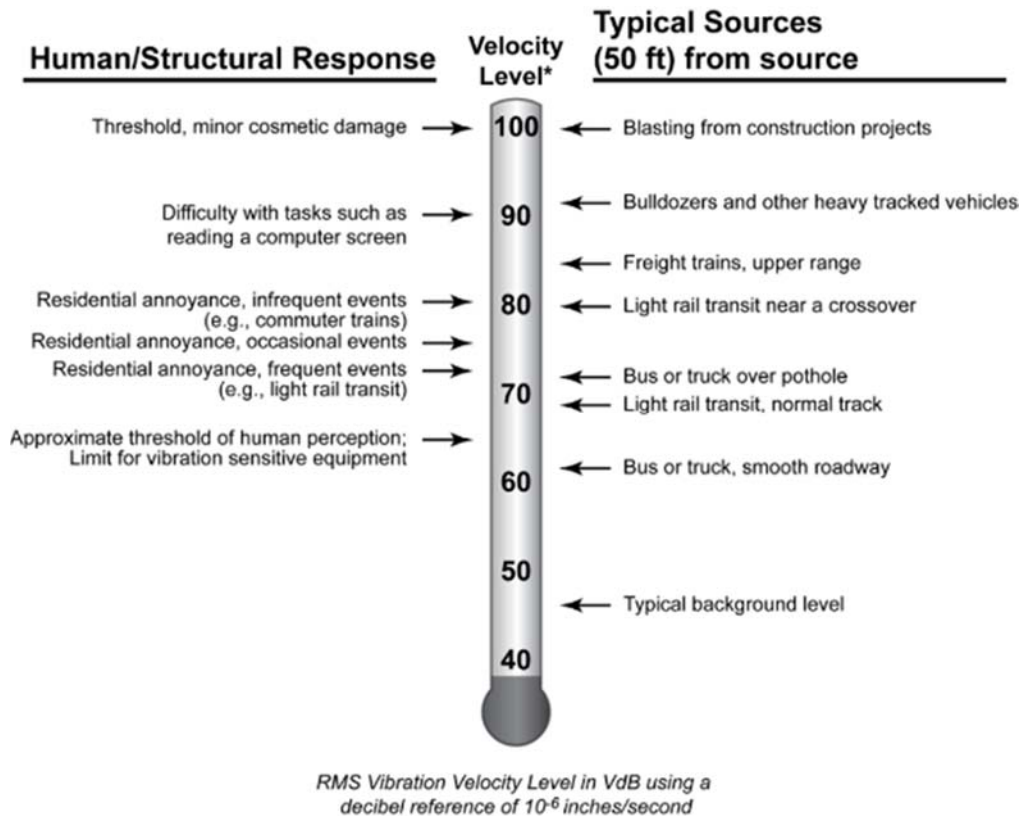 Human/Structural Response
Velocity
Level*
Typical Sources
(50 ft) from source
Threshold, minor cosmetic damage
100
Blasting from construction projects
Difficulty with tasks such as
reading a computer screen
90
Bulldozers and other heavy tracked vehicles
Freight trains, upper range
Residential annoyance, infrequent events
(e.g., commuter trains)
80
Light rail transit near a crossover
Residential annoyance, occasional events
Residential annoyance, frequent events
(e.g., light rail transit)
70
Bus or truck over pothole
Light rail transit, normal track
Approximate threshold of human perception;
Limit for vibration sensitive equipment
60
Bus or truck, smooth roadway
50
Typical background level
40
RMS Vibration Velocity Level in VdB using a
decibel reference of 10⁻⁶ inches/second